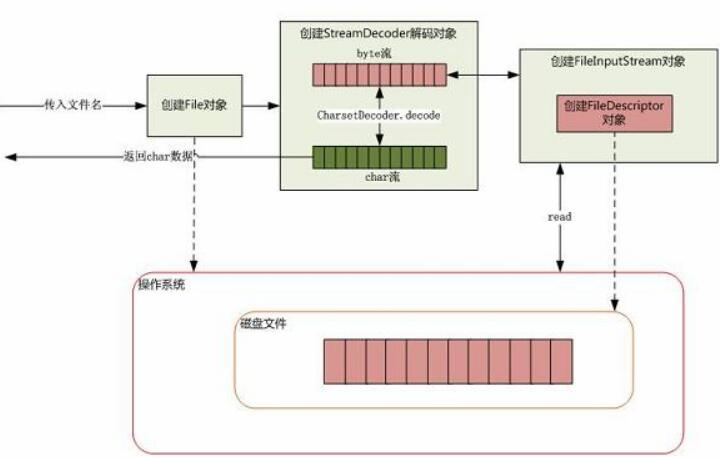 创建StreamDecoder解码对象
byte流
创建FileInputStream对象
传入文件名
创建File对象
创建FileDescriptor
对象
CharsetDecoder.decode
返回char数据
char流
read
操作系统
磁盘文件